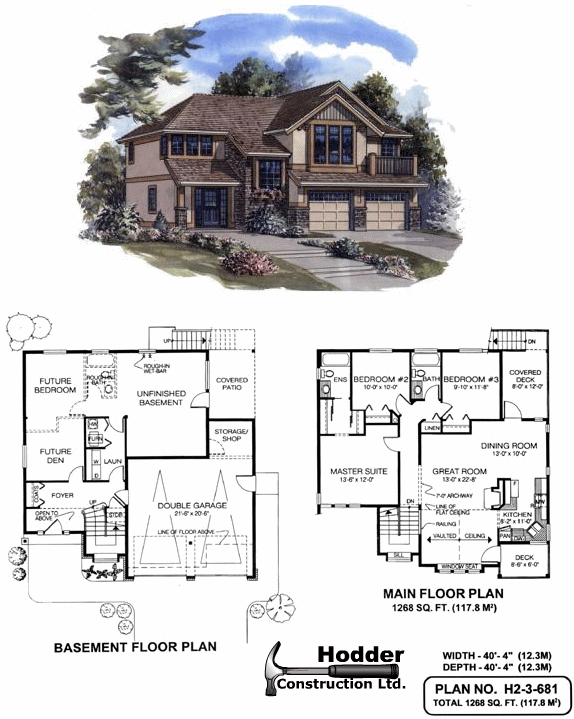 UP
ROUGH-IN
WET-BAR
FUTURE
BEDROOM
ROUGH-IN
BATH
UNFINISHED
BASEMENT
COVERED
PATIO
HW
FURN
STORAGE/
SHOP
FUTURE
DEN
W
D
LAUN
COATS
FOYER
UP
OPEN TO
ABOVE
DOUBLE GARAGE
21'-6" x 20'-6"
LINE OF FLOOR ABOVE
BASEMENT FLOOR PLAN
DN
ENS
BEDROOM #2
10'-0" x 10'-0"
BATH
BEDROOM #3
9'-10" x 11'-8"
COVERED
DECK
8'-0" x 12'-0"
LINEN
DINING ROOM
13'-0" x 10'-0"
MASTER SUITE
13'-6" x 12'-0"
GREAT ROOM
13'-0" x 22'-8"
7'-0" ARCHWAY
DN
LINE OF
FLAT CEILING
RAILING
VAULTED CEILING
F
MW
KITCHEN
8'-2" x 11'-0"
PAN
DW
SILL
WINDOW SEAT
DECK
8'-6" x 6'-0"
MAIN FLOOR PLAN
1268 SQ. FT. (117.8 M²)
Hodder
Construction Ltd.
WIDTH - 40'- 4" (12.3M)
DEPTH - 40'- 4" (12.3M)
PLAN NO. H2-3-681
TOTAL 1268 SQ. FT. (117.8 M²)